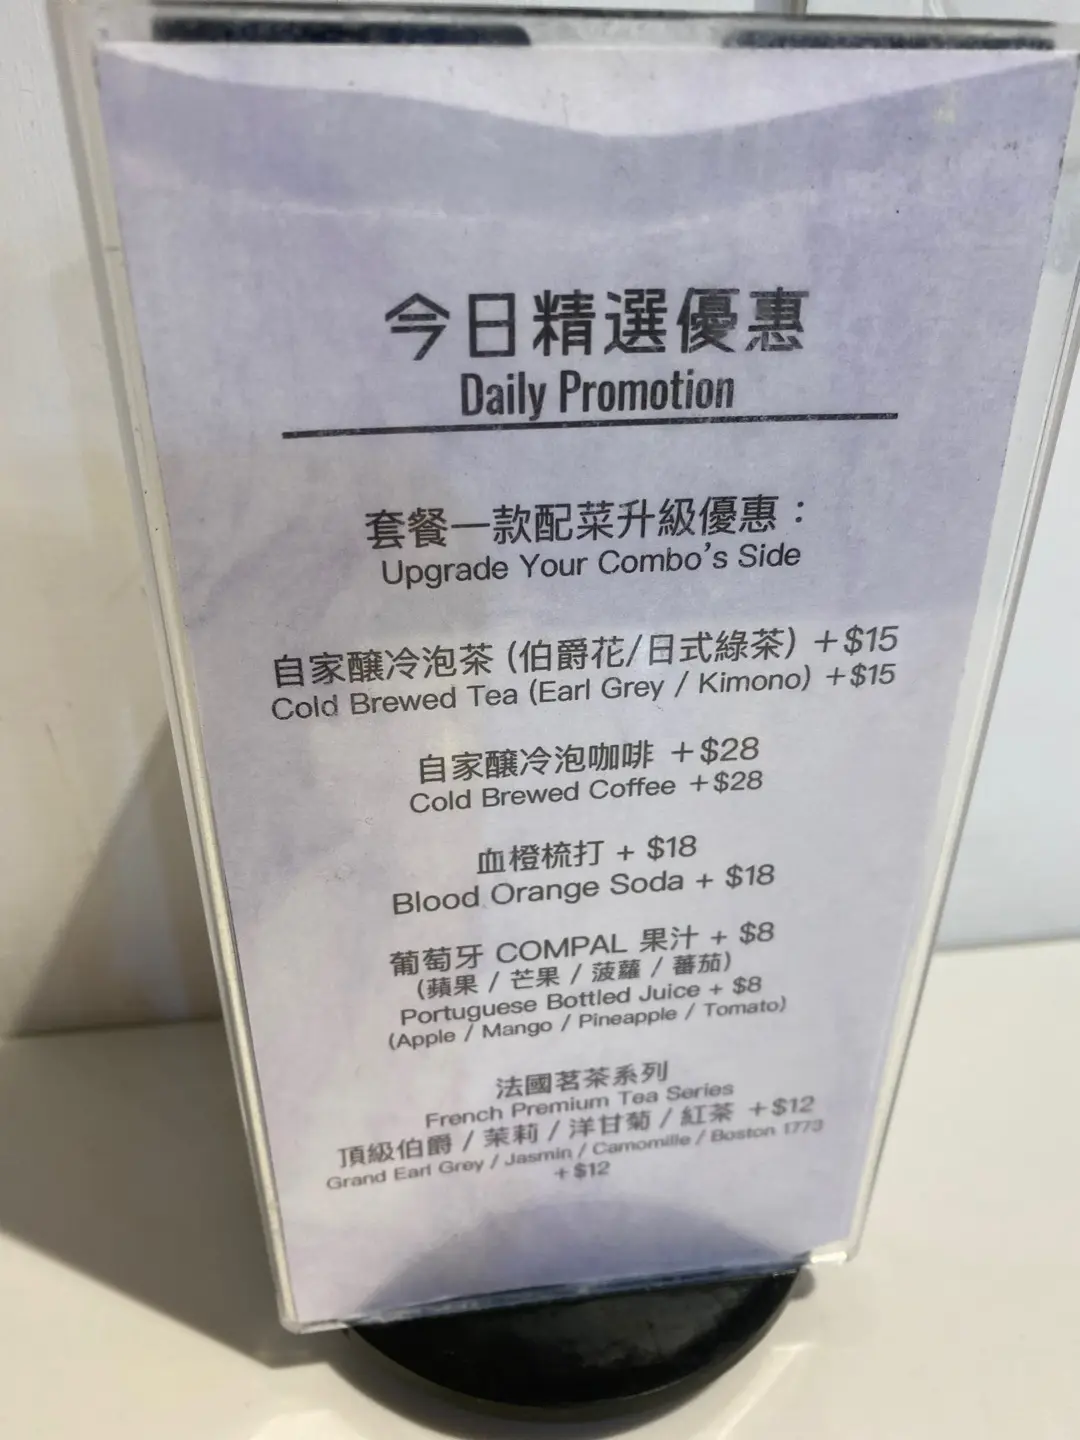 今日精選優惠
Daily Promotion
套餐一款配菜升級優惠：
Upgrade Your Combo's Side
自家釀冷泡茶 (伯爵花/日式綠茶) +$15
Cold Brewed Tea (Earl Grey / Kimono) +$15
自家釀冷泡咖啡 +$28
Cold Brewed Coffee +$28
血橙梳打 + $18
Blood Orange Soda + $18
葡萄牙 COMPAL 果汁 + $8
(蘋果 / 芒果 / 菠蘿 / 蕃茄)
Portuguese Bottled Juice + $8
(Apple / Mango / Pineapple / Tomato)
法國茗茶系列
French Premium Tea Series
頂級伯爵 / 茉莉 / 洋甘菊 / 紅茶 +$12
Grand Earl Grey / Jasmin / Camomille / Boston 1773
+$12